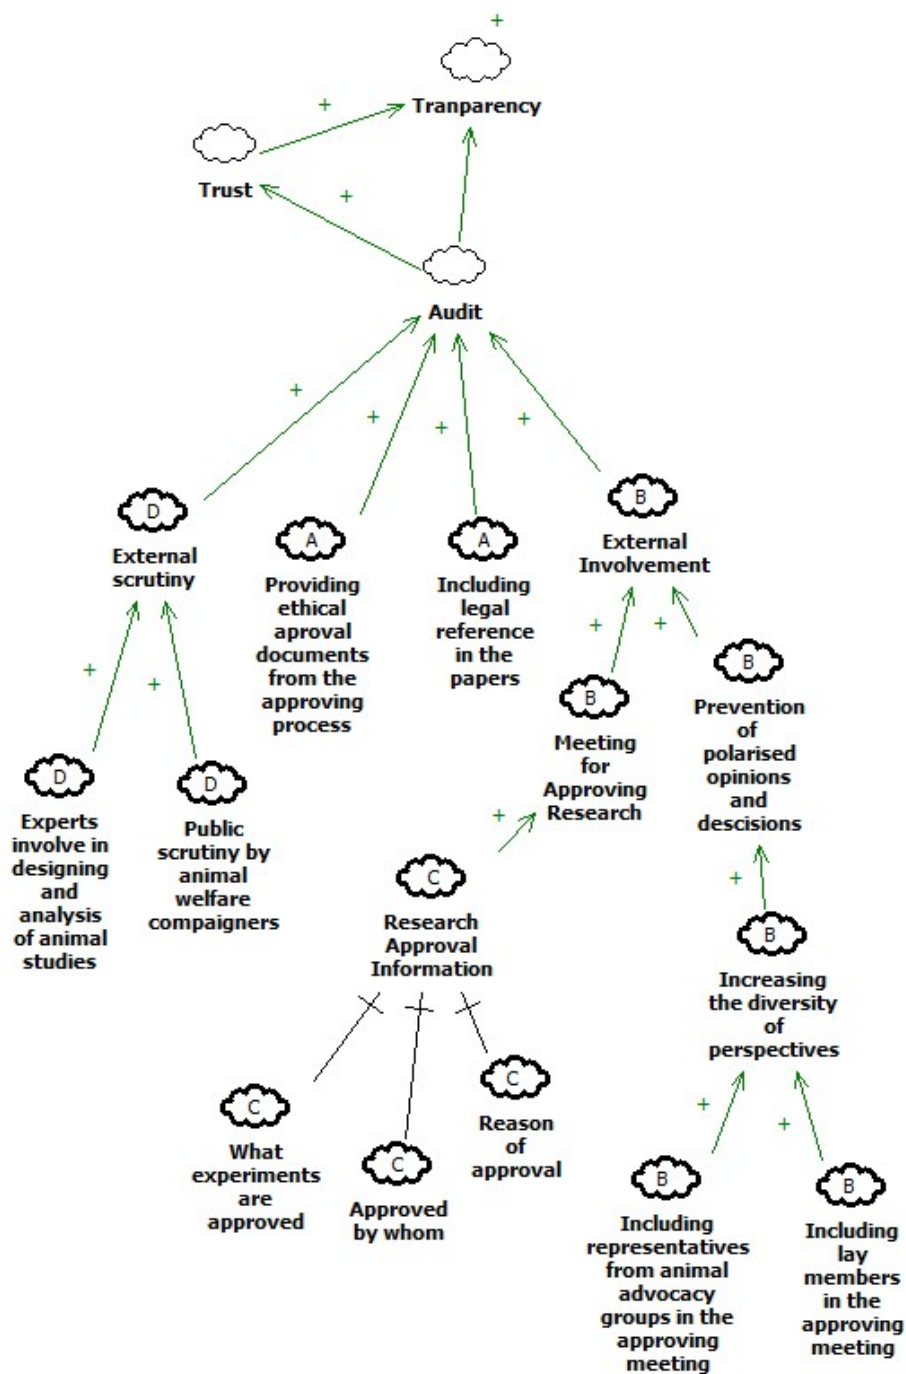 +
Tranparency
+
Trust
+
Audit
+
+
+
+
D
External
scrutiny
A
Providing
ethical
aproval
documents
from the
approving
process
A
Including
legal
reference
in the
papers
B
External
Involvement
+
+
D
Experts
involve in
designing
and
analysis
of animal
studies
D
Public
scrutiny by
animal
welfare
compaigners
+
+
B
Meeting
for
Approving
Research
B
Prevention
of
polarised
opinions
and
descisions
+
C
Research
Approval
Information
+
B
Increasing
the diversity
of
perspectives
C
What
experiments
are
approved
C
Approved
by whom
C
Reason
of
approval
+
+
B
Including
representatives
from animal
advocacy
groups in the
approving
meeting
B
Including
lay
members
in the
approving
meeting